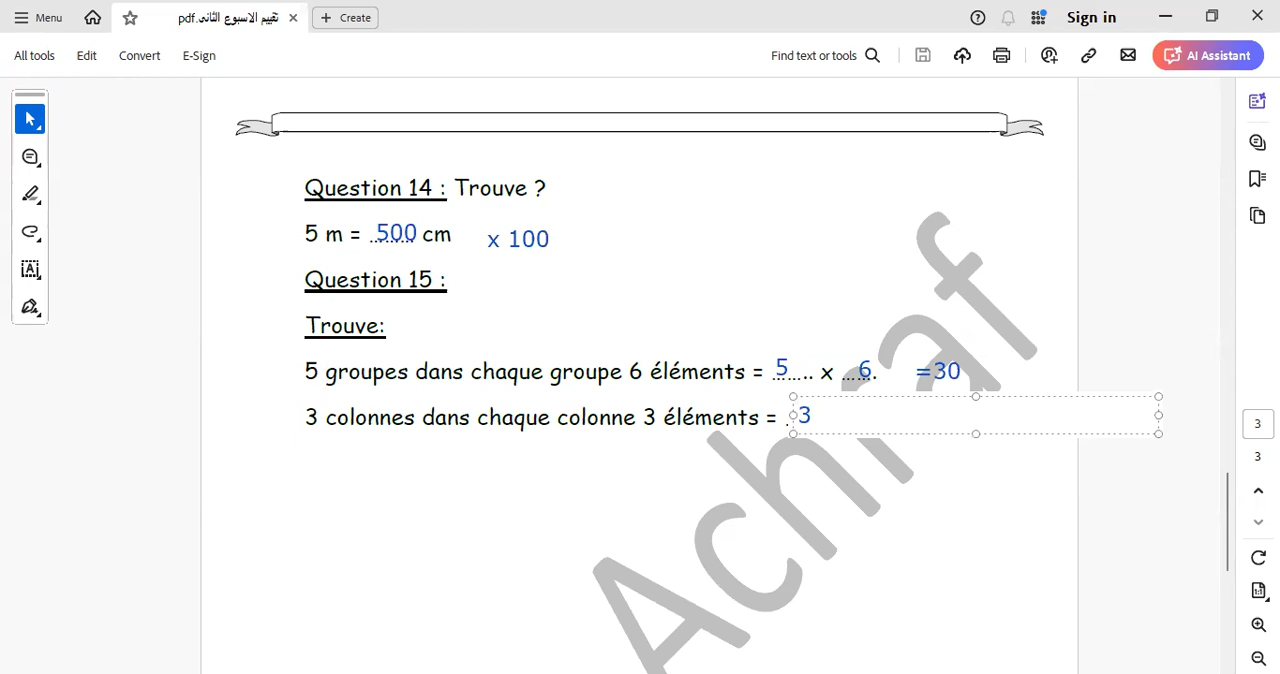 Menu
تقييم الاسبوع الثانى.pdf
Create
Sign in
All tools
Edit
Convert
E-Sign
Find text or tools
AI Assistant
Question 14 : Trouve ?
5 m = 500 cm x 100
Question 15 :
Trouve:
5 groupes dans chaque groupe 6 éléments = 5..... x ...6. =30
3 colonnes dans chaque colonne 3 éléments = .3
Achraf
3
3